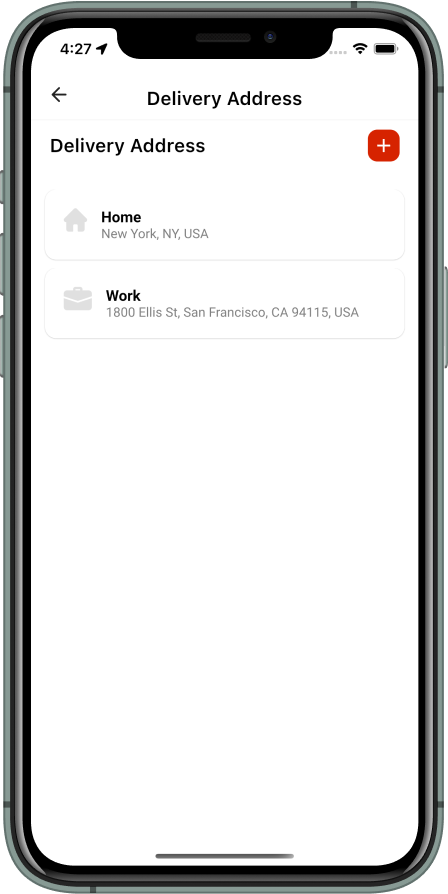 4:27
Delivery Address
Delivery Address
Home
New York, NY, USA
Work
1800 Ellis St, San Francisco, CA 94115, USA